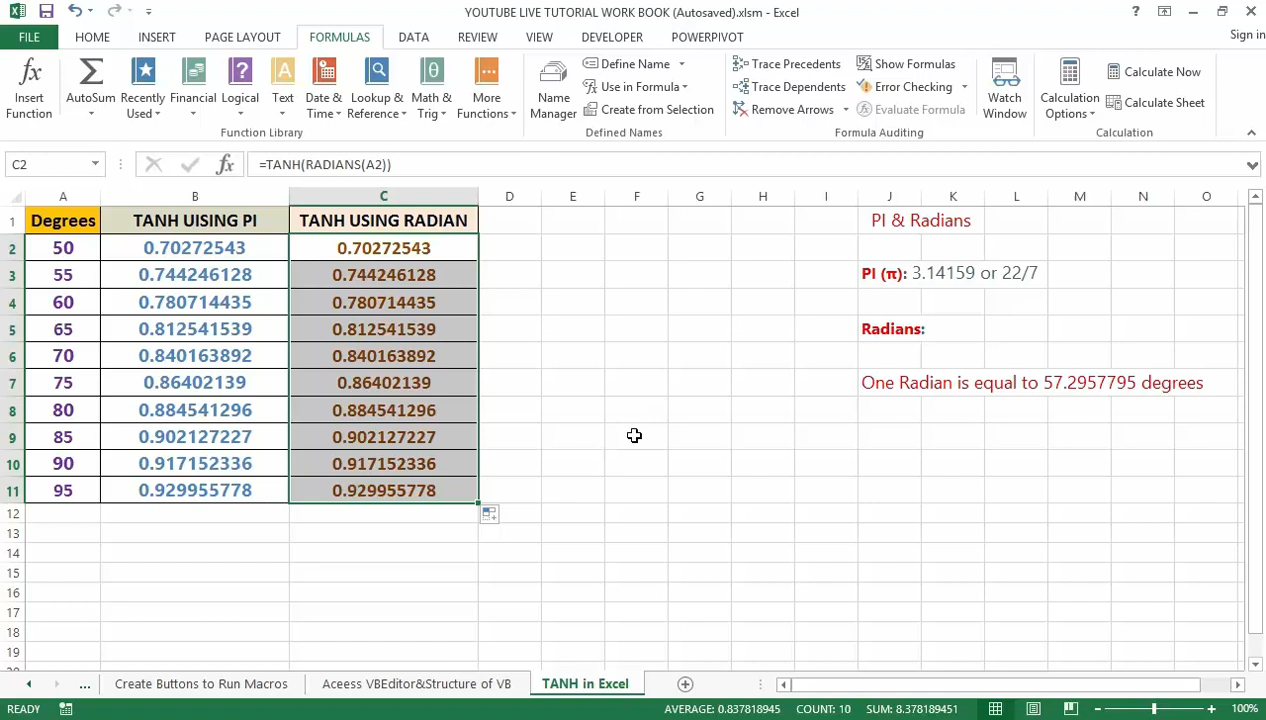 YOUTUBE LIVE TUTORIAL WORK BOOK (Autosaved).xlsm - Excel
?
FILE HOME INSERT PAGE LAYOUT FORMULAS DATA REVIEW VIEW DEVELOPER POWERPIVOT Sign in
Insert Function
AutoSum
Recently Used
Financial
Logical
Text
Date & Time
Lookup & Reference
Math & Trig
More Functions
Function Library
Name Manager
Define Name
Use in Formula
Create from Selection
Defined Names
Trace Precedents
Trace Dependents
Remove Arrows
Show Formulas
Error Checking
Evaluate Formula
Formula Auditing
Watch Window
Calculation Options
Calculate Now
Calculate Sheet
Calculation
C2 fx =TANH(RADIANS(A2))
A B C D E F G H I J K L M N O
1 Degrees TANH UISING PI TANH USING RADIAN PI & Radians
2 50 0.70272543 0.70272543
3 55 0.744246128 0.744246128 PI (π): 3.14159 or 22/7
4 60 0.780714435 0.780714435
5 65 0.812541539 0.812541539 Radians:
6 70 0.840163892 0.840163892
7 75 0.86402139 0.86402139 One Radian is equal to 57.2957795 degrees
8 80 0.884541296 0.884541296
9 85 0.902127227 0.902127227
10 90 0.917152336 0.917152336
11 95 0.929955778 0.929955778
12
13
14
15
16
17
18
19
... Create Buttons to Run Macros Aceess VBEditor&Structure of VB TANH in Excel
READY AVERAGE: 0.837818945 COUNT: 10 SUM: 8.378189451 100%